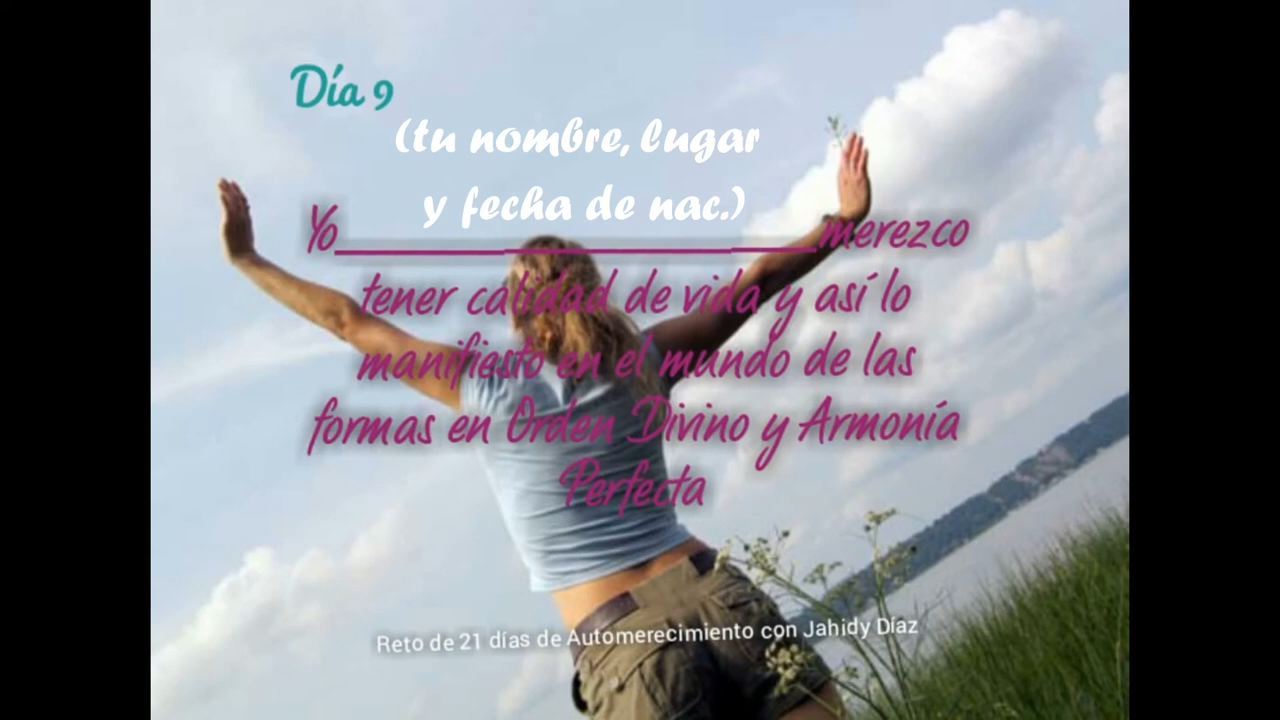 Día 9
(tu nombre, lugar
y fecha de nac.)
Yo_______________merezco
tener calidad de vida y así lo
manifiesto en el mundo de las
formas en Orden Divino y Armonía
Perfecta
Reto de 21 días de Automerecimiento con Jahidy Díaz